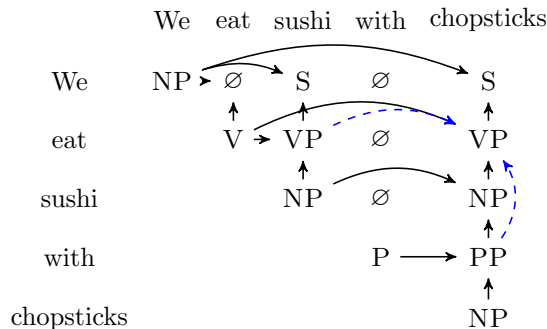 We eat sushi with chopsticks
We NP ∅ S ∅ S
eat V VP ∅ VP
sushi NP ∅ NP
with P PP
chopsticks NP